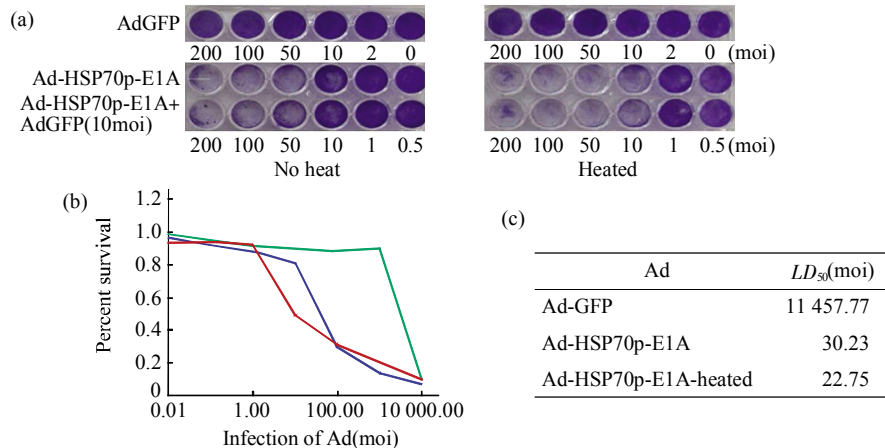 (a)
AdGFP
200 100 50 10 2 0
200 100 50 10 2 0 (moi)
Ad-HSP70p-E1A
Ad-HSP70p-E1A+
AdGFP(10moi)
200 100 50 10 1 0.5
200 100 50 10 1 0.5 (moi)
No heat
Heated
(b)
Percent survival
1.2
1.0
0.8
0.6
0.4
0.2
0
0.01 1.00 100.00 10 000.00
Infection of Ad(moi)
(c)
Ad LD50(moi)
Ad-GFP 11 457.77
Ad-HSP70p-E1A 30.23
Ad-HSP70p-E1A-heated 22.75